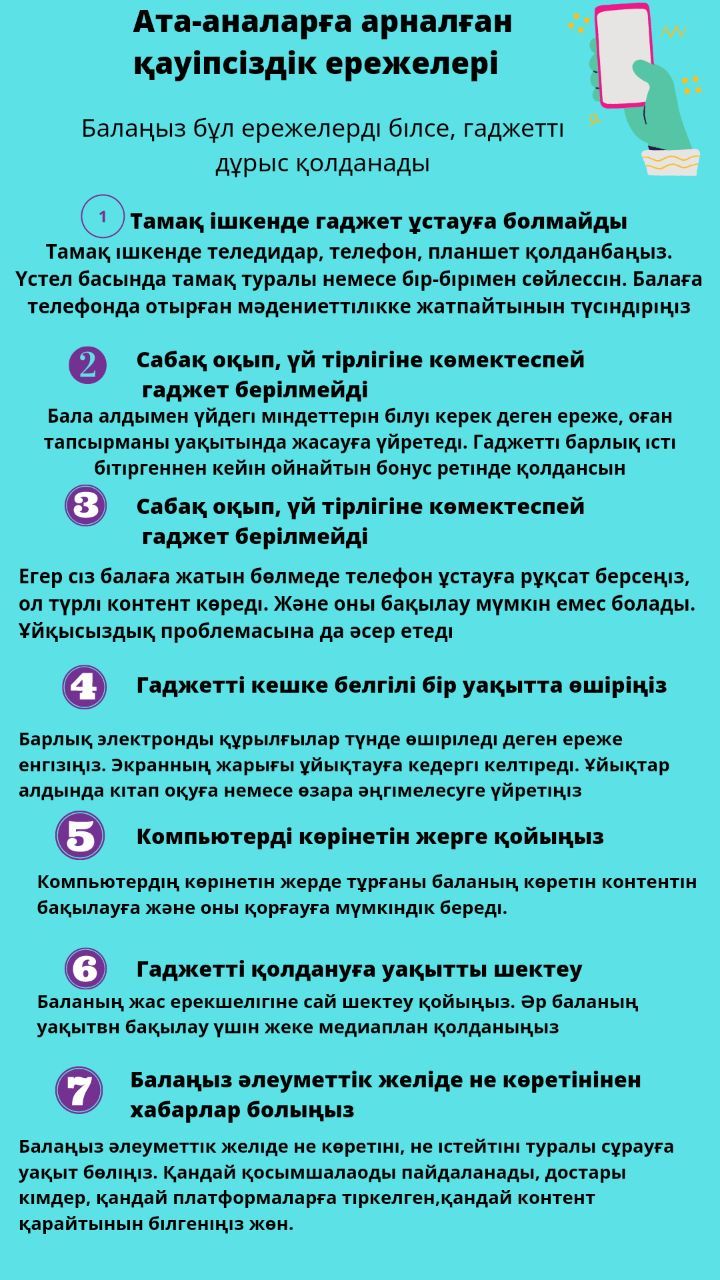 Ата-аналарға арналған
қауіпсіздік ережелері
Балаңыз бұл ережелерді білсе, гаджетті
дұрыс қолданады
1 Тамақ ішкенде гаджет ұстауға болмайды
Тамақ ішкенде теледидар, телефон, планшет қолданбаңыз.
Үстел басында тамақ туралы немесе бір-бірімен сөйлессін. Балаға
телефонда отырған мәдениеттілікке жатпайтынын түсіндіріңіз
2 Сабақ оқып, үй тірлігіне көмектеспей
гаджет берілмейді
Бала алдымен үйдегі міндеттерін білуі керек деген ереже, оған
тапсырманы уақытында жасауға үйретеді. Гаджетті барлық істі
бітіргеннен кейін ойнайтын бонус ретінде қолдансын
3 Сабақ оқып, үй тірлігіне көмектеспей
гаджет берілмейді
Егер сіз балаға жатын бөлмеде телефон ұстауға рұқсат берсеңіз,
ол түрлі контент көреді. Және оны бақылау мүмкін емес болады.
Ұйқысыздық проблемасына да әсер етеді
4 Гаджетті кешке белгілі бір уақытта өшіріңіз
Барлық электронды құрылғылар түнде өшіріледі деген ереже
енгізіңіз. Экранның жарығы ұйықтауға кедергі келтіреді. Ұйықтар
алдында кітап оқуға немесе өзара әңгімелесуге үйретіңіз
5 Компьютерді көрінетін жерге қойыңыз
Компьютердің көрінетін жерде тұрғаны баланың көретін контентін
бақылауға және оны қорғауға мүмкіндік береді.
6 Гаджетті қолдануға уақытты шектеу
Баланың жас ерекшелігіне сай шектеу қойыңыз. Әр баланың
уақытвн бақылау үшін жеке медиаплан қолданыңыз
7 Балаңыз әлеуметтік желіде не көретінінен
хабарлар болыңыз
Балаңыз әлеуметтік желіде не көретіні, не істейтіні туралы сұрауға
уақыт бөліңіз. Қандай қосымшалаоды пайдаланады, достары
кімдер, қандай платформаларға тіркелген,қандай контент
қарайтынын білгеніңіз жөн.